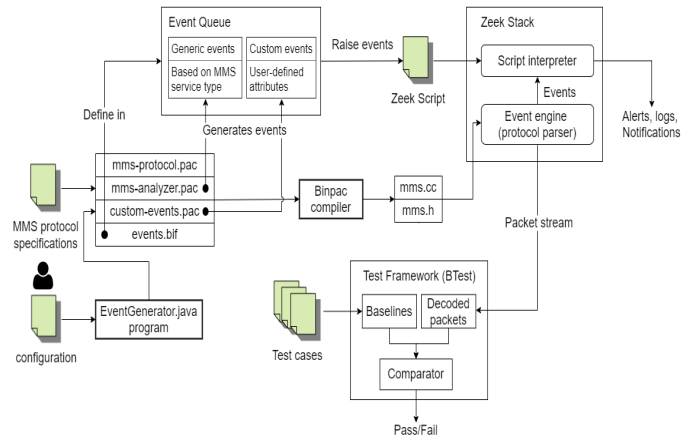 Event Queue
Generic events
Based on MMS
service type
Custom events
User-defined
attributes
Raise events
Zeek Script
Zeek Stack
Script interpreter
Events
Event engine
(protocol parser)
Alerts, logs,
Notifications
Define in
Generates events
MMS protocol
specifications
mms-protocol.pac
mms-analyzer.pac
custom-events.pac
events.bif
Binpac
compiler
mms.cc
mms.h
Packet stream
configuration
EventGenerator.java
program
Test cases
Test Framework (BTest)
Baselines
Decoded
packets
Comparator
Pass/Fail